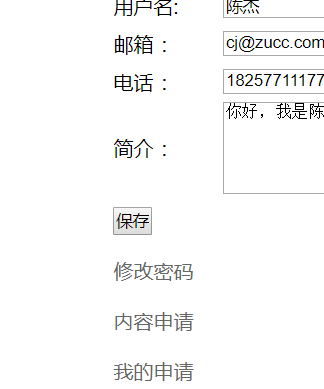 用户名: 陈杰
邮箱： cj@zucc.com
电话： 18257711177
你好，我是陈
简介：
保存
修改密码
内容申请
我的申请